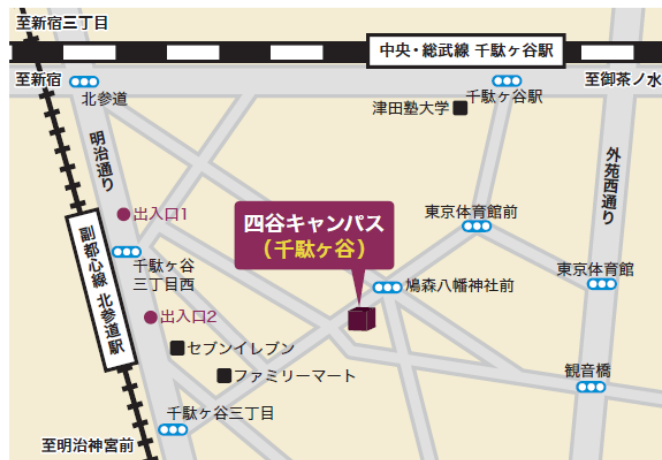 至新宿三丁目
中央・総武線 千駄ヶ谷駅
至新宿
北参道
千駄ヶ谷駅
至御茶ノ水
津田塾大学
明治通り
外苑西通り
出入口1
四谷キャンパス
（千駄ヶ谷）
東京体育館前
副都心線 北参道駅
千駄ヶ谷
三丁目西
鳩森八幡神社前
東京体育館
出入口2
セブンイレブン
ファミリーマート
観音橋
千駄ヶ谷三丁目
至明治神宮前